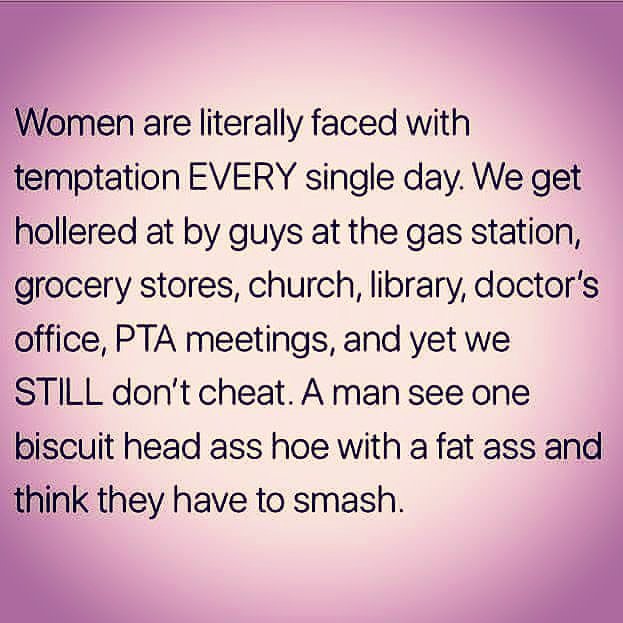 Women are literally faced with
temptation EVERY single day. We get
hollered at by guys at the gas station,
grocery stores, church, library, doctor's
office, PTA meetings, and yet we
STILL don't cheat. A man see one
biscuit head ass hoe with a fat ass and
think they have to smash.